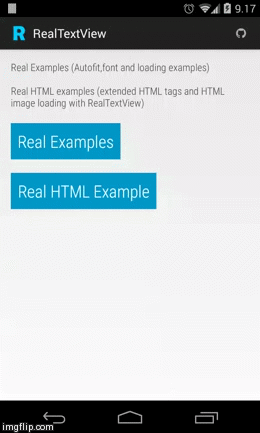 9.17
R RealTextView
Real Examples (Autofit,font and loading examples)
Real HTML examples (extended HTML tags and HTML
image loading with RealTextView)
Real Examples
Real HTML Example
imgflip.com